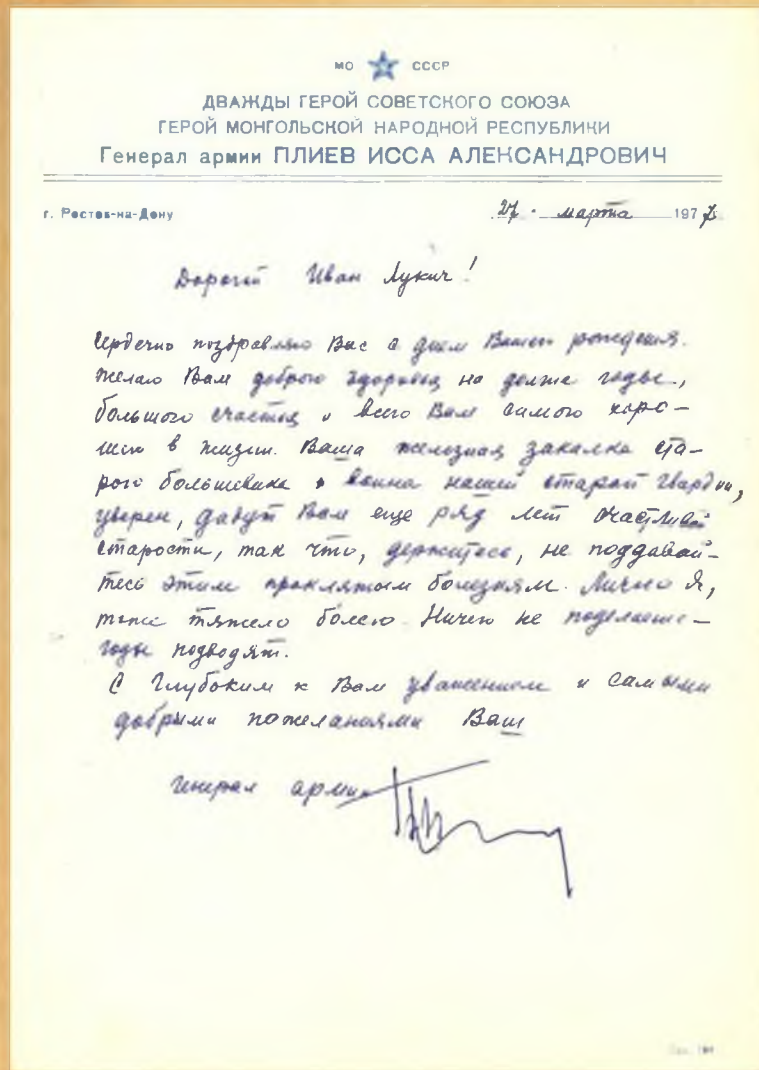 МО СССР
ДВАЖДЫ ГЕРОЙ СОВЕТСКОГО СОЮЗА
ГЕРОЙ МОНГОЛЬСКОЙ НАРОДНОЙ РЕСПУБЛИКИ
Генерал армии ПЛИЕВ ИССА АЛЕКСАНДРОВИЧ
г. Ростов-на-Дону 27. марта 197
Дорогой Иван Лукич!
Сердечно поздравляю Вас с днем Вашего рождения.
Желаю Вам доброго здоровья на долгие годы,
большого счастья и всего Вам самого хоро-
шего в жизни. Ваша железная закалка ста-
рого большевика и воина нашей старой гвардии,
уверен, дадут Вам еще ряд лет счастливой
старости, так что, держитесь, не поддавай-
тесь этим проклятым болезням. Лично я,
тоже тяжело болею. Ничего не поделаешь-
годы подводят.
С глубоким к Вам уважением и самыми
добрыми пожеланиями Ваш
Генерал армии